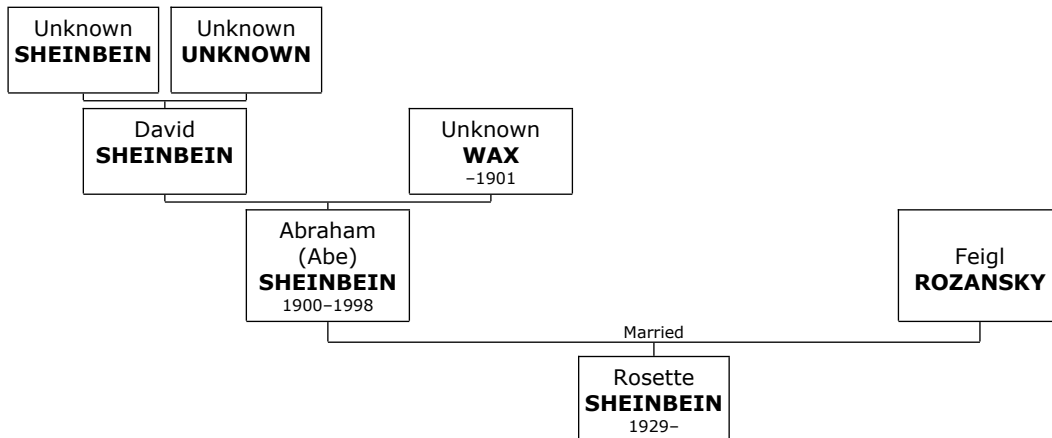 Unknown
SHEINBEIN
Unknown
UNKNOWN
David
SHEINBEIN
Unknown
WAX
–1901
Abraham
(Abe)
SHEINBEIN
1900–1998
Feigl
ROZANSKY
Married
Rosette
SHEINBEIN
1929–